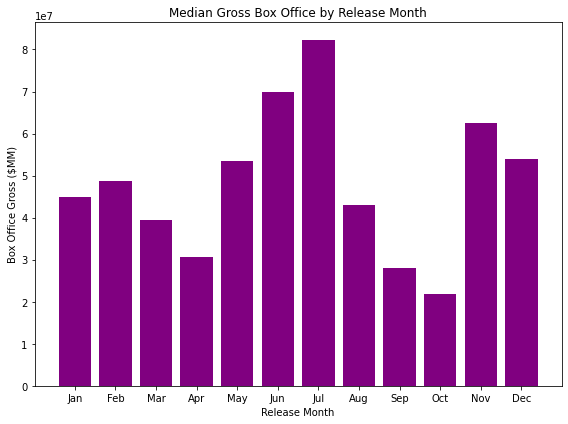 Median Gross Box Office by Release Month
1e7
8
7
6
5
4
3
2
1
0
Box Office Gross ($MM)
Jan Feb Mar Apr May Jun Jul Aug Sep Oct Nov Dec
Release Month